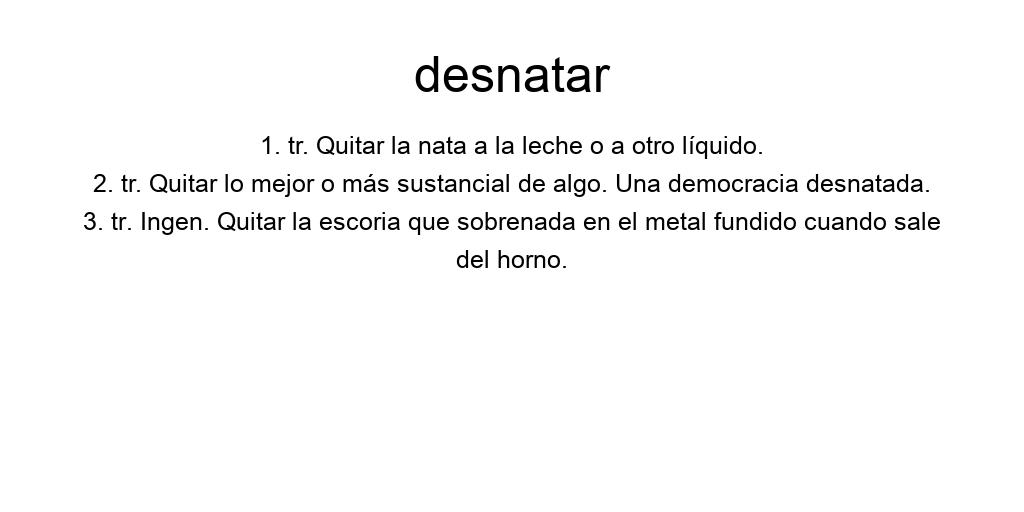 desnatar
1. tr. Quitar la nata a la leche o a otro líquido.
2. tr. Quitar lo mejor o más sustancial de algo. Una democracia desnatada.
3. tr. Ingen. Quitar la escoria que sobrenada en el metal fundido cuando sale
del horno.